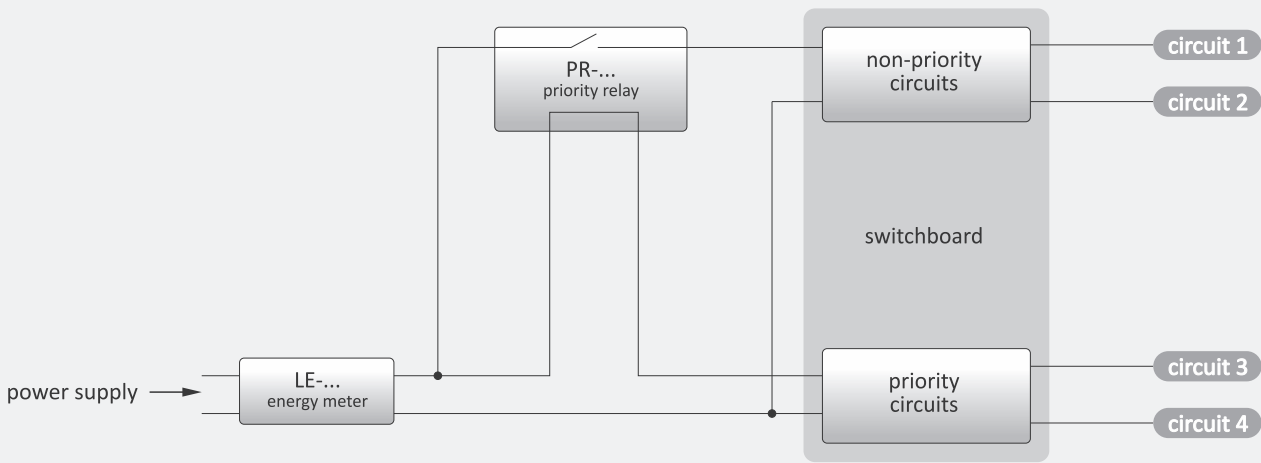 PR-...
priority relay
non-priority
circuits
circuit 1
circuit 2
switchboard
power supply
LE-...
energy meter
priority
circuits
circuit 3
circuit 4